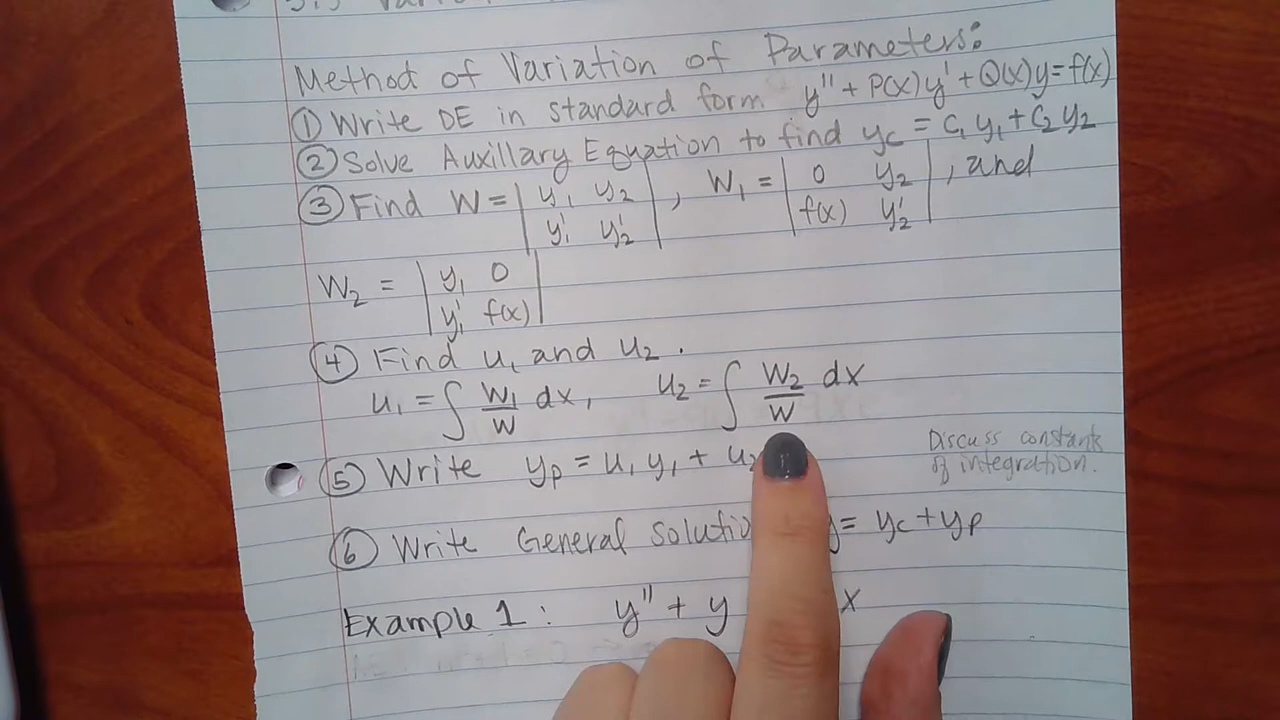 Method of Variation of Parameters:
① Write DE in standard form y'' + P(x)y' + Q(x)y = f(x)
② Solve Auxillary Equation to find yc = c₁y₁ + c₂y₂
③ Find W = | y₁ y₂ | , W₁ = | 0 y₂ | , and
| y₁' y₂' | | f(x) y₂' |
W₂ = | y₁ 0 |
| y₁' f(x) |
④ Find u₁ and u₂.
u₁ = ∫ W₁/W dx, u₂ = ∫ W₂/W dx
Discuss constants
of integration.
⑤ Write yp = u₁y₁ + u₂
⑥ Write General Solution y = yc + yp
Example 1: y'' + y x